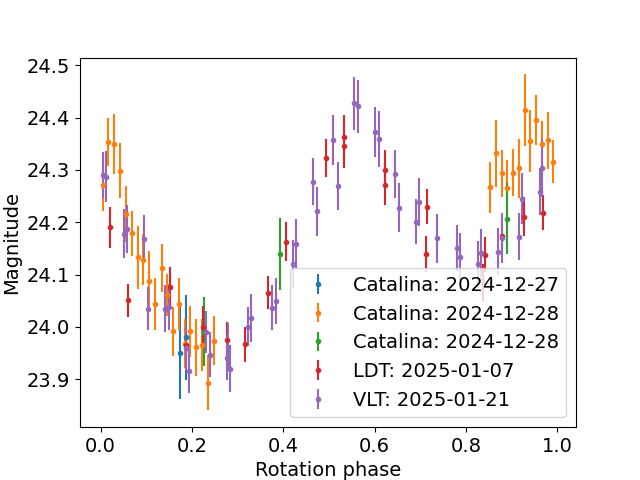 24.5
24.4
24.3
24.2
24.1
24.0
23.9
Magnitude
Catalina: 2024-12-27
Catalina: 2024-12-28
Catalina: 2024-12-28
LDT: 2025-01-07
VLT: 2025-01-21
0.0 0.2 0.4 0.6 0.8 1.0
Rotation phase